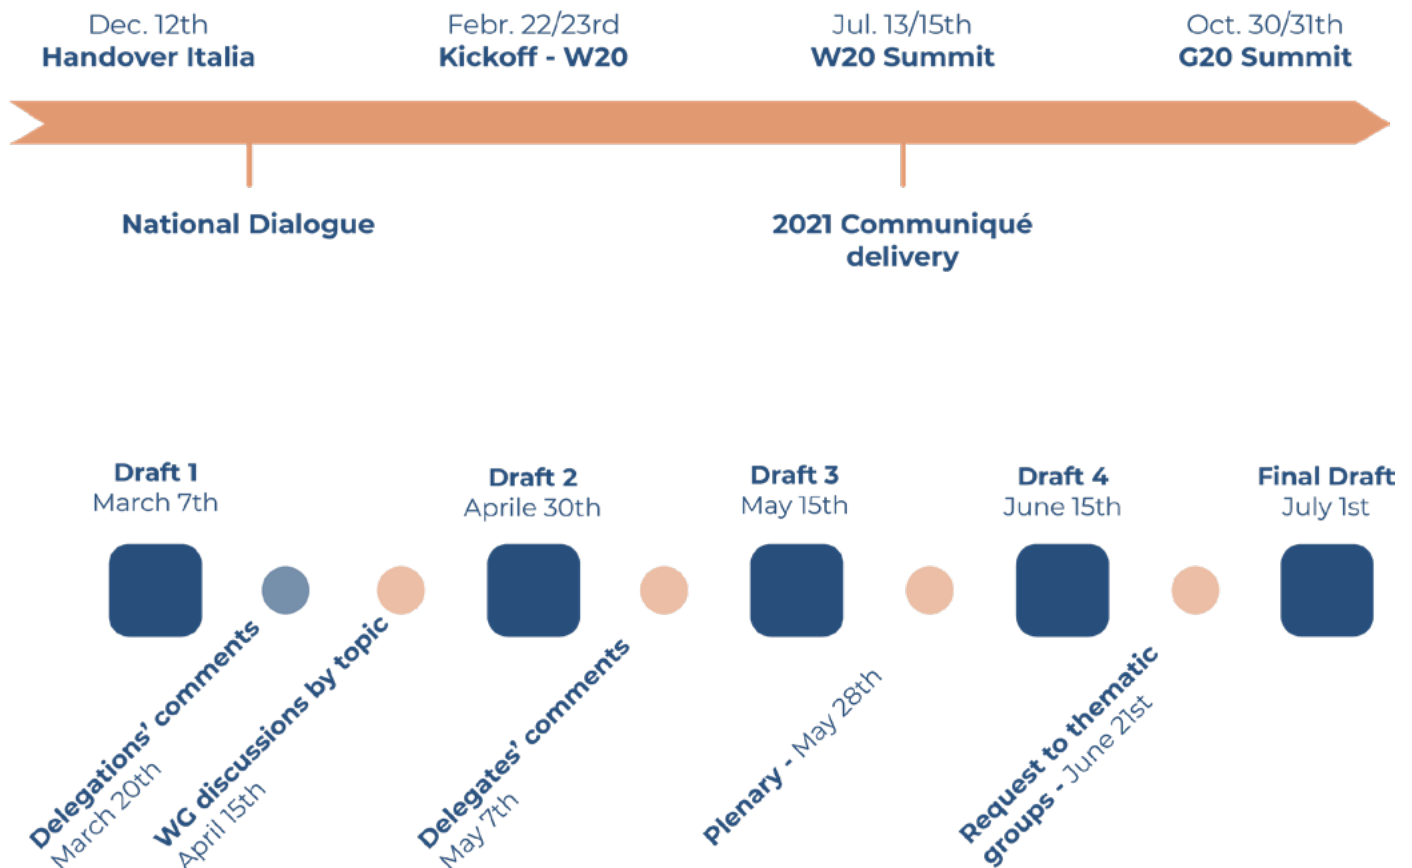 Dec. 12th
Handover Italia
Febr. 22/23rd
Kickoff - W20
Jul. 13/15th
W20 Summit
Oct. 30/31th
G20 Summit
National Dialogue
2021 Communiqué
delivery
Draft 1
March 7th
Draft 2
Aprile 30th
Draft 3
May 15th
Draft 4
June 15th
Final Draft
July 1st
Delegations’ comments
March 20th
WG discussions by topic
April 15th
Delegates’ comments
May 7th
Plenary - May 28th
Request to thematic
groups - June 21st